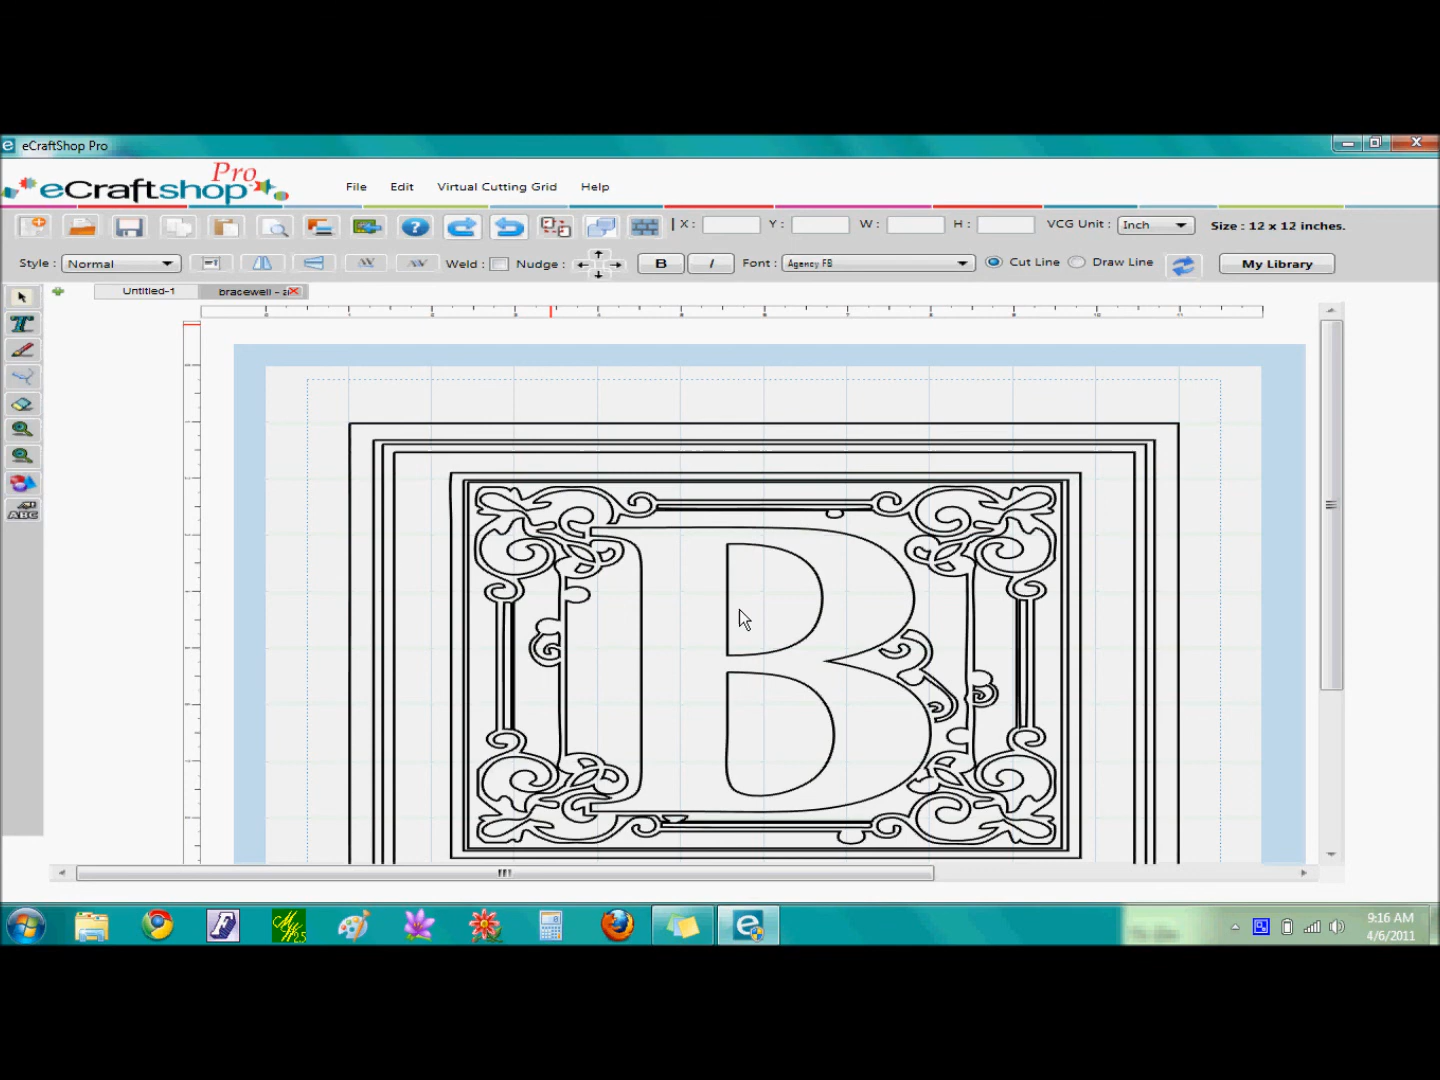 eCraftShop Pro
Pro
eCraftshop
File Edit Virtual Cutting Grid Help
X : Y : W : H : VCG Unit : Inch Size : 12 x 12 inches.
Style : Normal Weld : Nudge : B I Font : Agency FB Cut Line Draw Line My Library
Untitled-1 bracewell - a
T
ABC
B
9:16 AM
4/6/2011